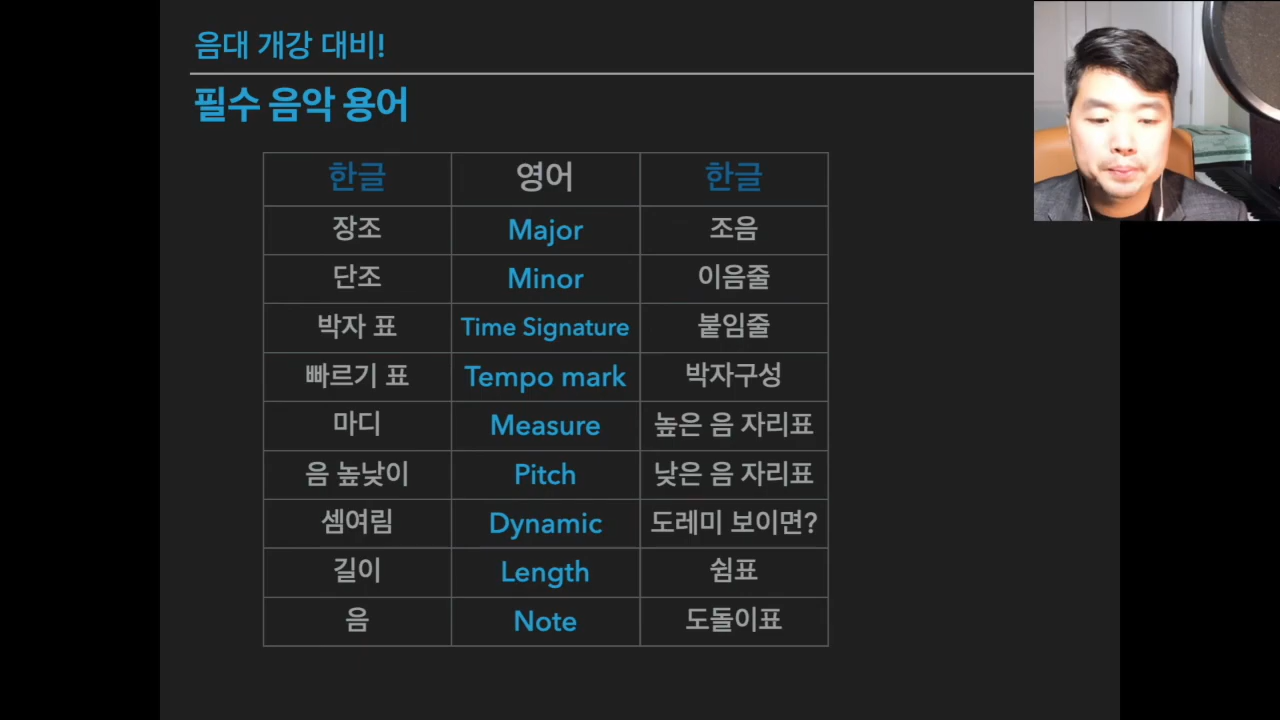 음대 개강 대비!
필수 음악 용어
한글 영어 한글
장조 Major 조음
단조 Minor 이음줄
박자 표 Time Signature 붙임줄
빠르기 표 Tempo mark 박자구성
마디 Measure 높은 음 자리표
음 높낮이 Pitch 낮은 음 자리표
셈여림 Dynamic 도레미 보이면?
길이 Length 쉼표
음 Note 도돌이표